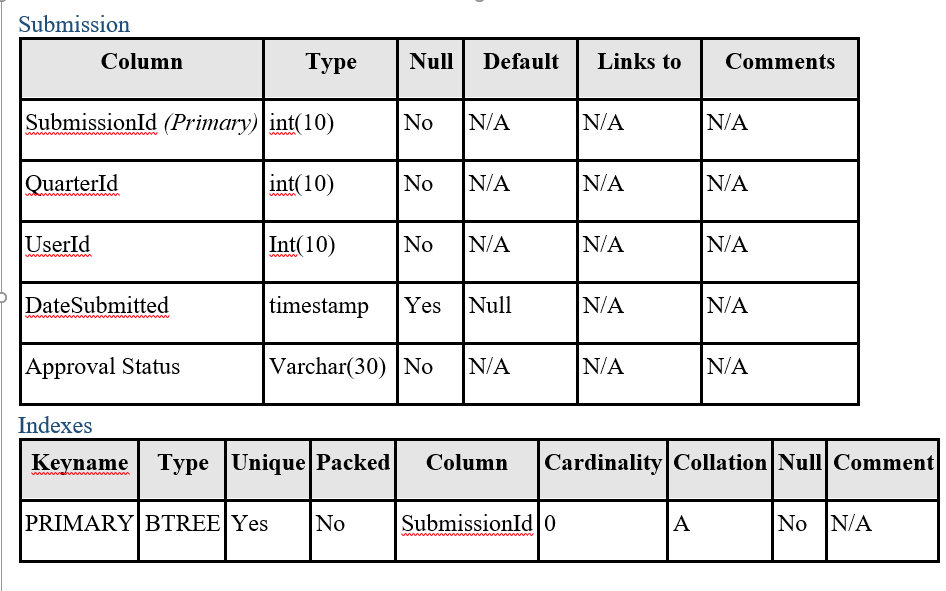 Submission
Column Type Null Default Links to Comments
SubmissionId (Primary) int(10) No N/A N/A N/A
QuarterId int(10) No N/A N/A N/A
UserId Int(10) No N/A N/A N/A
DateSubmitted timestamp Yes Null N/A N/A
Approval Status Varchar(30) No N/A N/A N/A
Indexes
Keyname Type Unique Packed Column Cardinality Collation Null Comment
PRIMARY BTREE Yes No SubmissionId 0 A No N/A